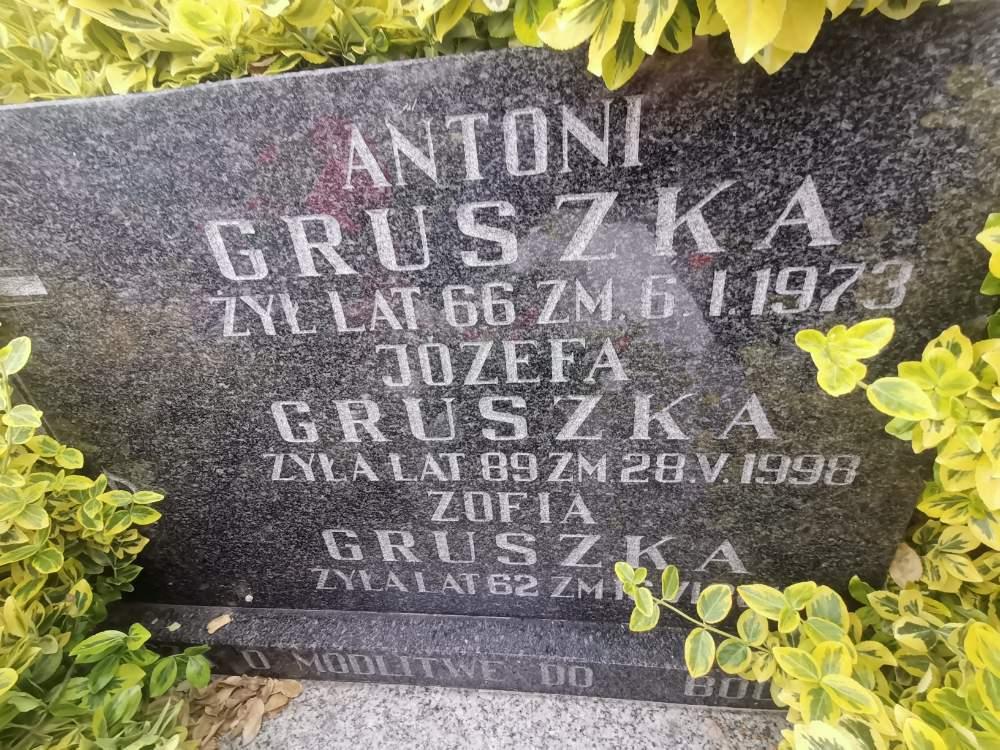 ANTONI
GRUSZKA
ŻYŁ LAT 66 ZM. 6.I.1973
JÓZEFA
GRUSZKA
ŻYŁA LAT 89 ZM 28.V.1998
ZOFIA
GRUSZKA
ŻYŁA LAT 62 ZM
O MODLITWE DO